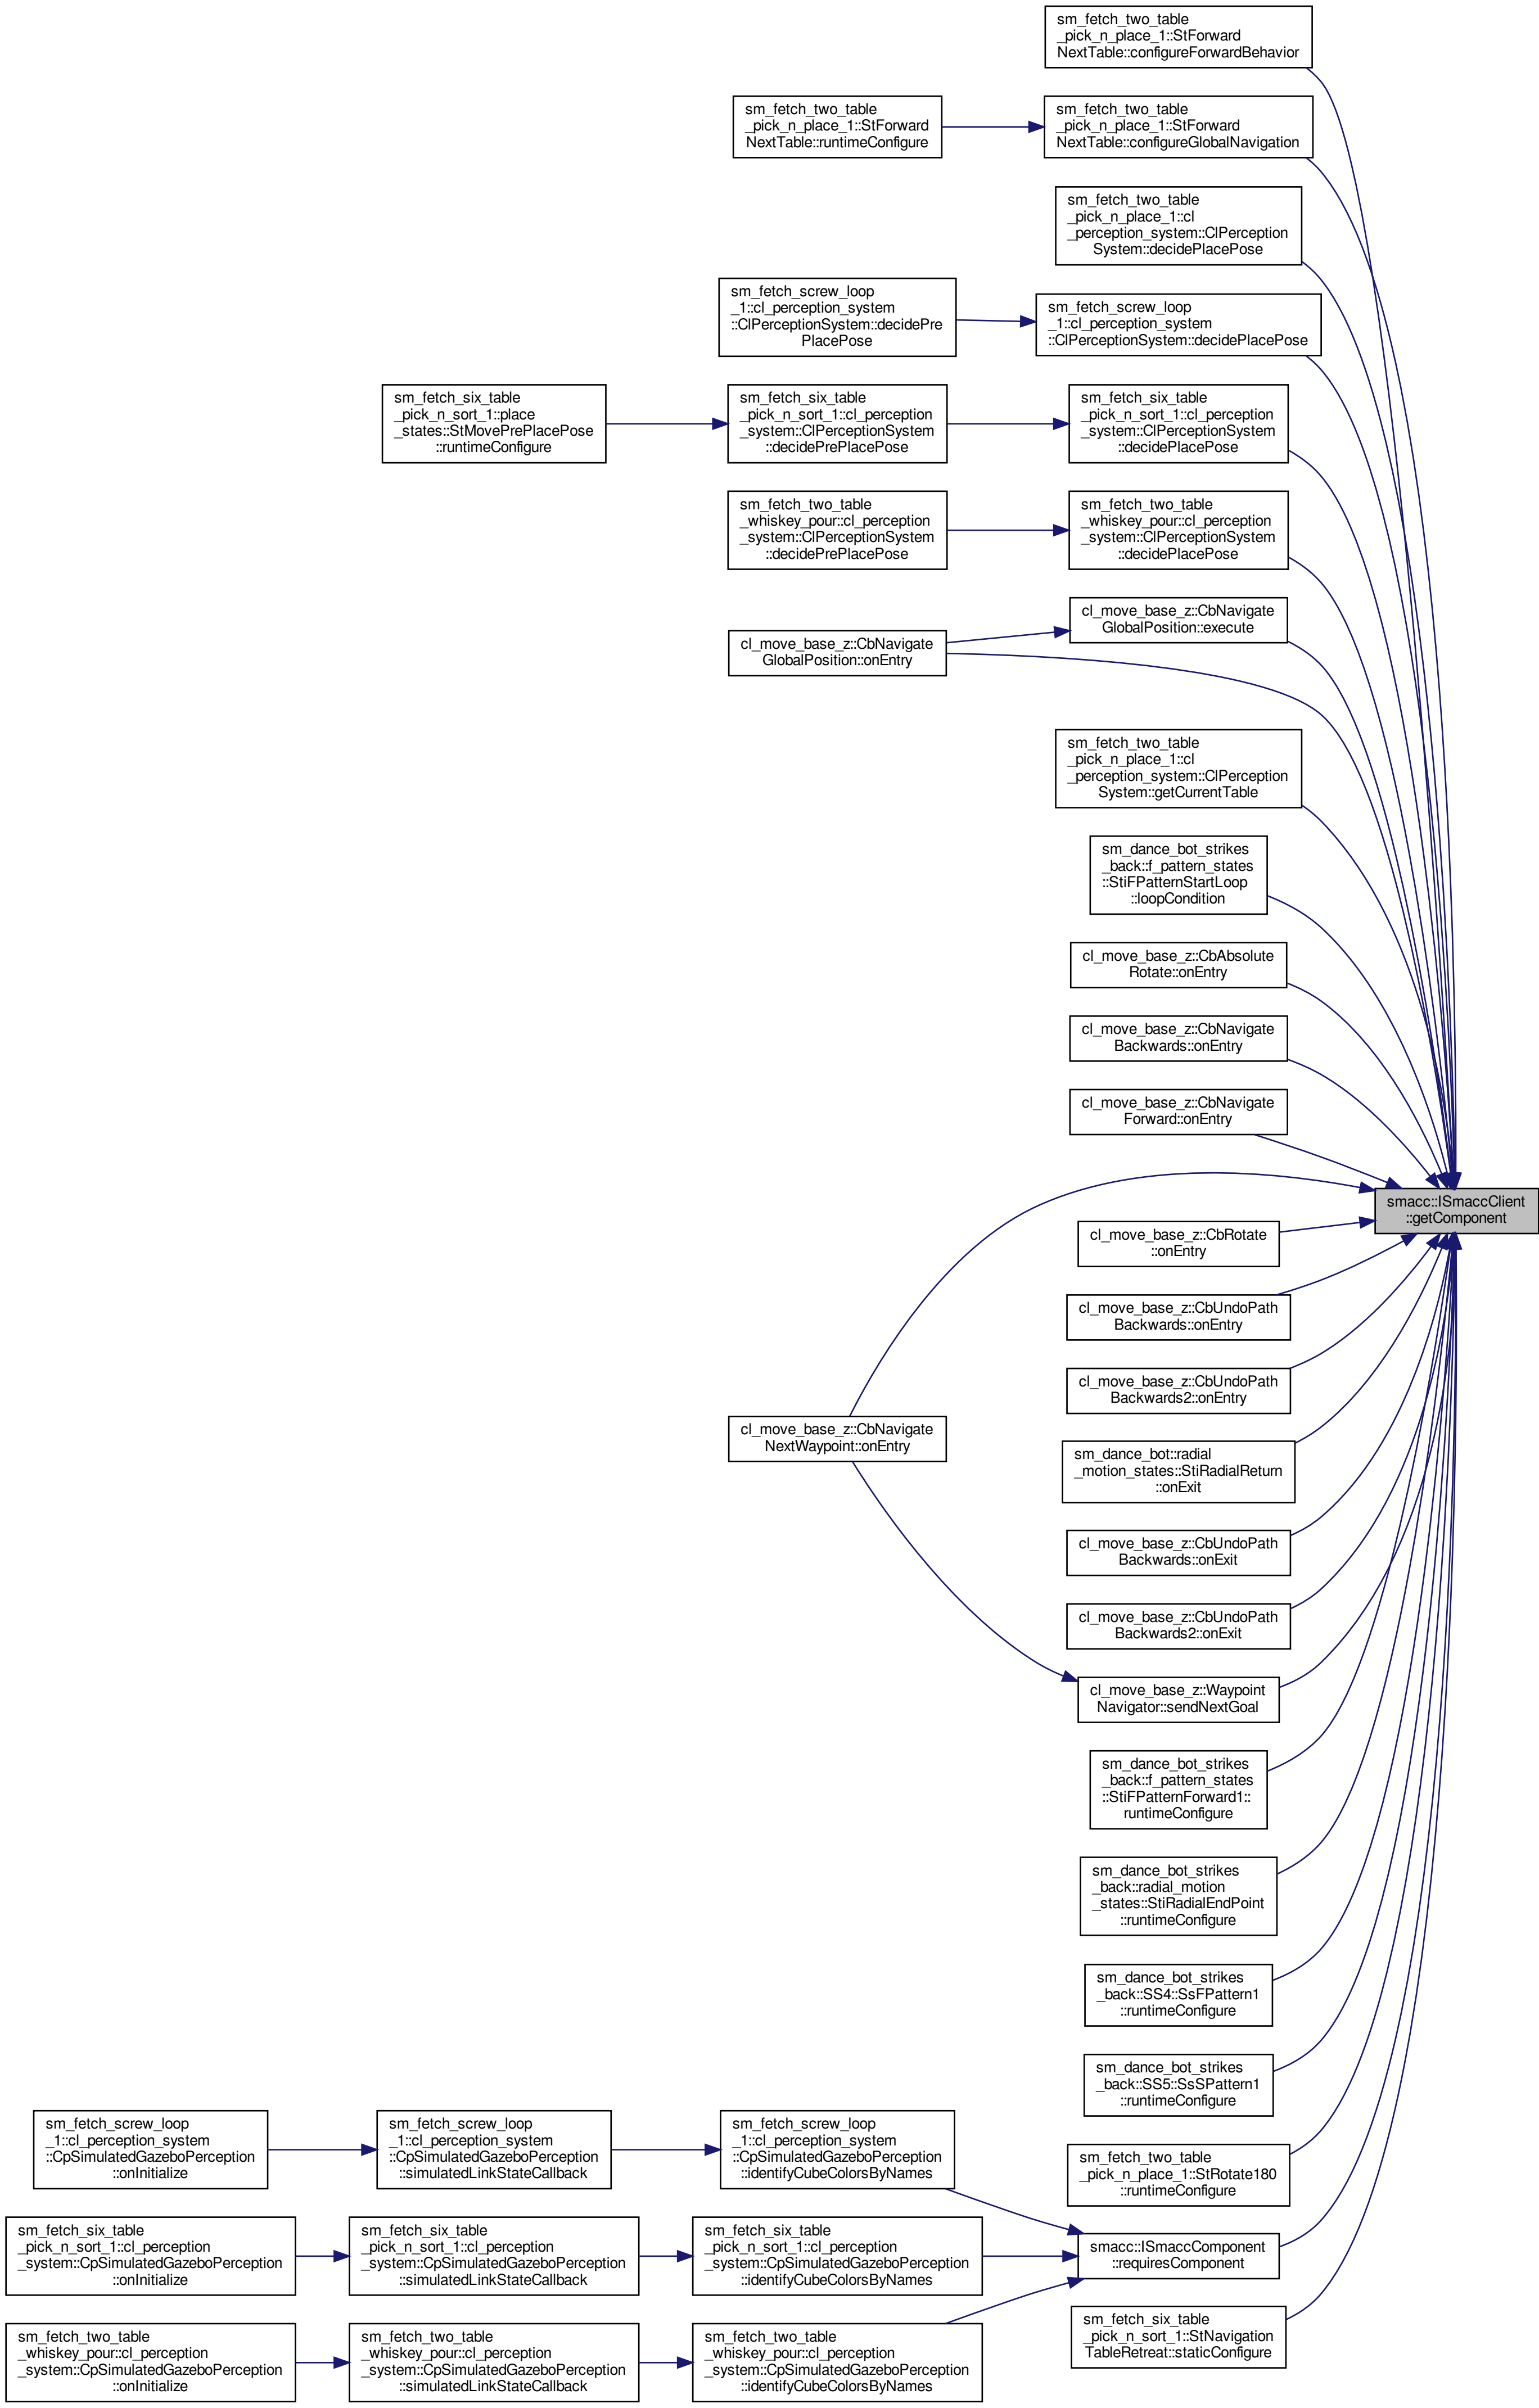 sm_fetch_two_table
_pick_n_place_1::StForward
NextTable::configureForwardBehavior
sm_fetch_two_table
_pick_n_place_1::StForward
NextTable::runtimeConfigure
sm_fetch_two_table
_pick_n_place_1::StForward
NextTable::configureGlobalNavigation
sm_fetch_two_table
_pick_n_place_1::cl
_perception_system::ClPerception
System::decidePlacePose
sm_fetch_screw_loop
_1::cl_perception_system
::ClPerceptionSystem::decidePre
PlacePose
sm_fetch_screw_loop
_1::cl_perception_system
::ClPerceptionSystem::decidePlacePose
sm_fetch_six_table
_pick_n_sort_1::place
_states::StMovePrePlacePose
::runtimeConfigure
sm_fetch_six_table
_pick_n_sort_1::cl_perception
_system::ClPerceptionSystem
::decidePrePlacePose
sm_fetch_six_table
_pick_n_sort_1::cl_perception
_system::ClPerceptionSystem
::decidePlacePose
sm_fetch_two_table
_whiskey_pour::cl_perception
_system::ClPerceptionSystem
::decidePrePlacePose
sm_fetch_two_table
_whiskey_pour::cl_perception
_system::ClPerceptionSystem
::decidePlacePose
cl_move_base_z::CbNavigate
GlobalPosition::execute
cl_move_base_z::CbNavigate
GlobalPosition::onEntry
sm_fetch_two_table
_pick_n_place_1::cl
_perception_system::ClPerception
System::getCurrentTable
sm_dance_bot_strikes
_back::f_pattern_states
::StiFPatternStartLoop
::loopCondition
cl_move_base_z::CbAbsolute
Rotate::onEntry
cl_move_base_z::CbNavigate
Backwards::onEntry
cl_move_base_z::CbNavigate
Forward::onEntry
smacc::ISmaccClient
::getComponent
cl_move_base_z::CbRotate
::onEntry
cl_move_base_z::CbUndoPath
Backwards::onEntry
cl_move_base_z::CbUndoPath
Backwards2::onEntry
cl_move_base_z::CbNavigate
NextWaypoint::onEntry
sm_dance_bot::radial
_motion_states::StiRadialReturn
::onExit
cl_move_base_z::CbUndoPath
Backwards::onExit
cl_move_base_z::CbUndoPath
Backwards2::onExit
cl_move_base_z::Waypoint
Navigator::sendNextGoal
sm_dance_bot_strikes
_back::f_pattern_states
::StiFPatternForward1::
runtimeConfigure
sm_dance_bot_strikes
_back::radial_motion
_states::StiRadialEndPoint
::runtimeConfigure
sm_dance_bot_strikes
_back::SS4::SsFPattern1
::runtimeConfigure
sm_dance_bot_strikes
_back::SS5::SsSPattern1
::runtimeConfigure
sm_fetch_two_table
_pick_n_place_1::StRotate180
::runtimeConfigure
sm_fetch_screw_loop
_1::cl_perception_system
::CpSimulatedGazeboPerception
::onInitialize
sm_fetch_screw_loop
_1::cl_perception_system
::CpSimulatedGazeboPerception
::simulatedLinkStateCallback
sm_fetch_screw_loop
_1::cl_perception_system
::CpSimulatedGazeboPerception
::identifyCubeColorsByNames
sm_fetch_six_table
_pick_n_sort_1::cl_perception
_system::CpSimulatedGazeboPerception
::onInitialize
sm_fetch_six_table
_pick_n_sort_1::cl_perception
_system::CpSimulatedGazeboPerception
::simulatedLinkStateCallback
sm_fetch_six_table
_pick_n_sort_1::cl_perception
_system::CpSimulatedGazeboPerception
::identifyCubeColorsByNames
smacc::ISmaccComponent
::requiresComponent
sm_fetch_two_table
_whiskey_pour::cl_perception
_system::CpSimulatedGazeboPerception
::onInitialize
sm_fetch_two_table
_whiskey_pour::cl_perception
_system::CpSimulatedGazeboPerception
::simulatedLinkStateCallback
sm_fetch_two_table
_whiskey_pour::cl_perception
_system::CpSimulatedGazeboPerception
::identifyCubeColorsByNames
sm_fetch_six_table
_pick_n_sort_1::StNavigation
TableRetreat::staticConfigure